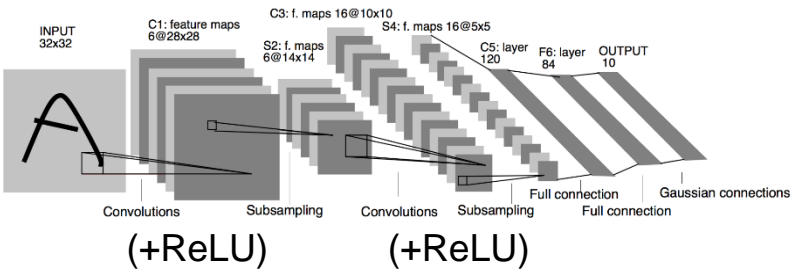 INPUT
32x32
C1: feature maps
6@28x28
S2: f. maps
6@14x14
C3: f. maps 16@10x10
S4: f. maps 16@5x5
C5: layer
120
F6: layer
84
OUTPUT
10
Convolutions
Subsampling
Convolutions
Subsampling
Full connection
Full connection
Gaussian connections
(+ReLU)
(+ReLU)
A